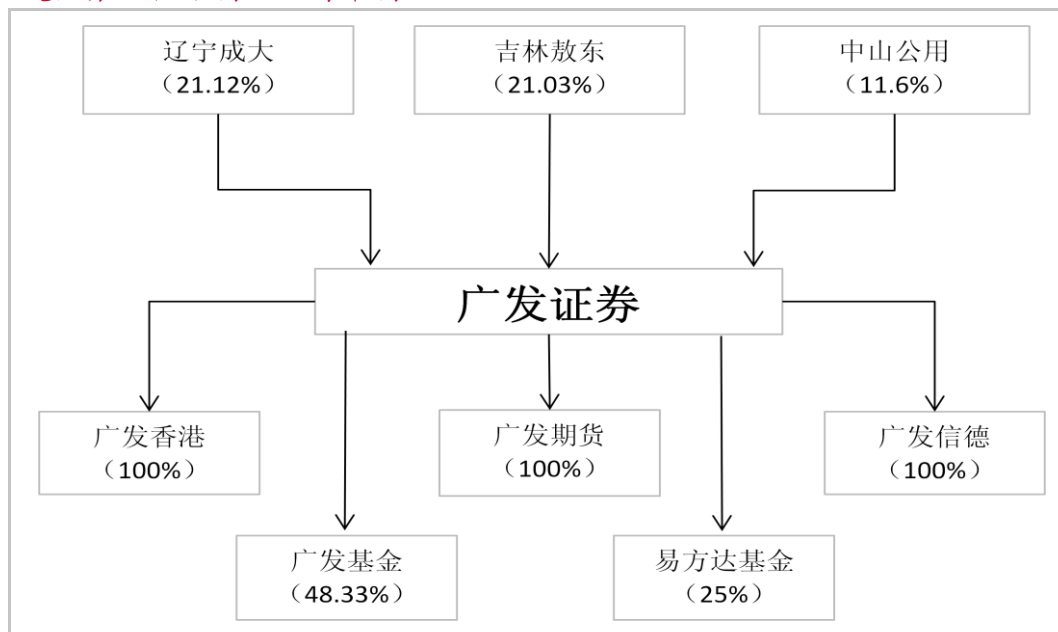 辽宁成大
（21.12%）
吉林敖东
（21.03%）
中山公用
（11.6%）
广发证券
广发香港
（100%）
广发期货
（100%）
广发信德
（100%）
广发基金
（48.33%）
易方达基金
（25%）